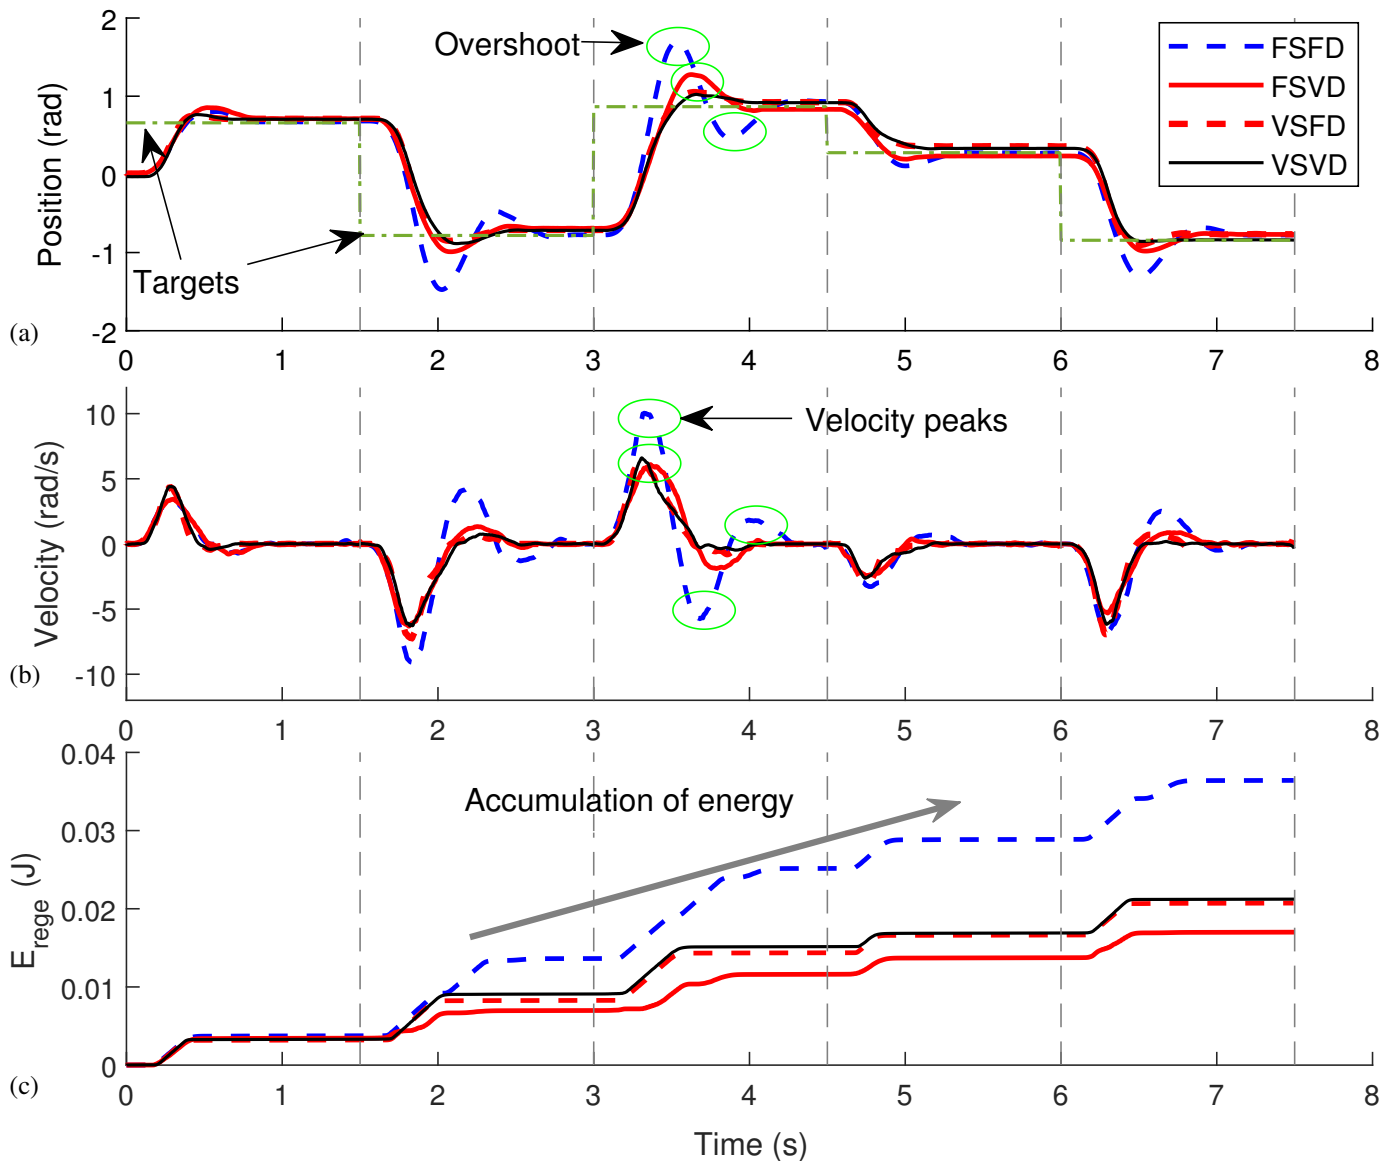 2
1
0
-1
-2
Position (rad)
Overshoot
Targets
FSFD
FSVD
VSFD
VSVD
(a)
0 1 2 3 4 5 6 7 8
10
5
0
-5
-10
Velocity (rad/s)
Velocity peaks
(b)
0 1 2 3 4 5 6 7 8
0.04
0.03
0.02
0.01
0
E_rege (J)
Accumulation of energy
(c)
0 1 2 3 4 5 6 7 8
Time (s)